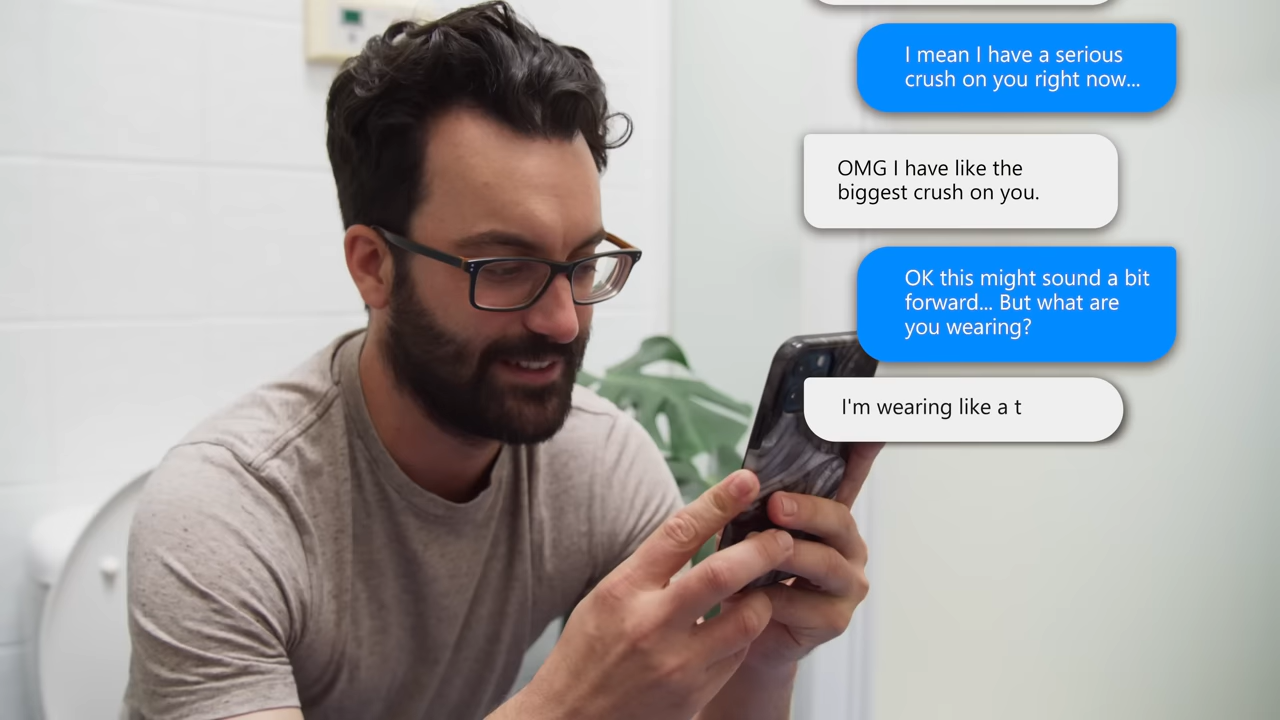 I mean I have a serious
crush on you right now...
OMG I have like the
biggest crush on you.
OK this might sound a bit
forward... But what are
you wearing?
I'm wearing like a t